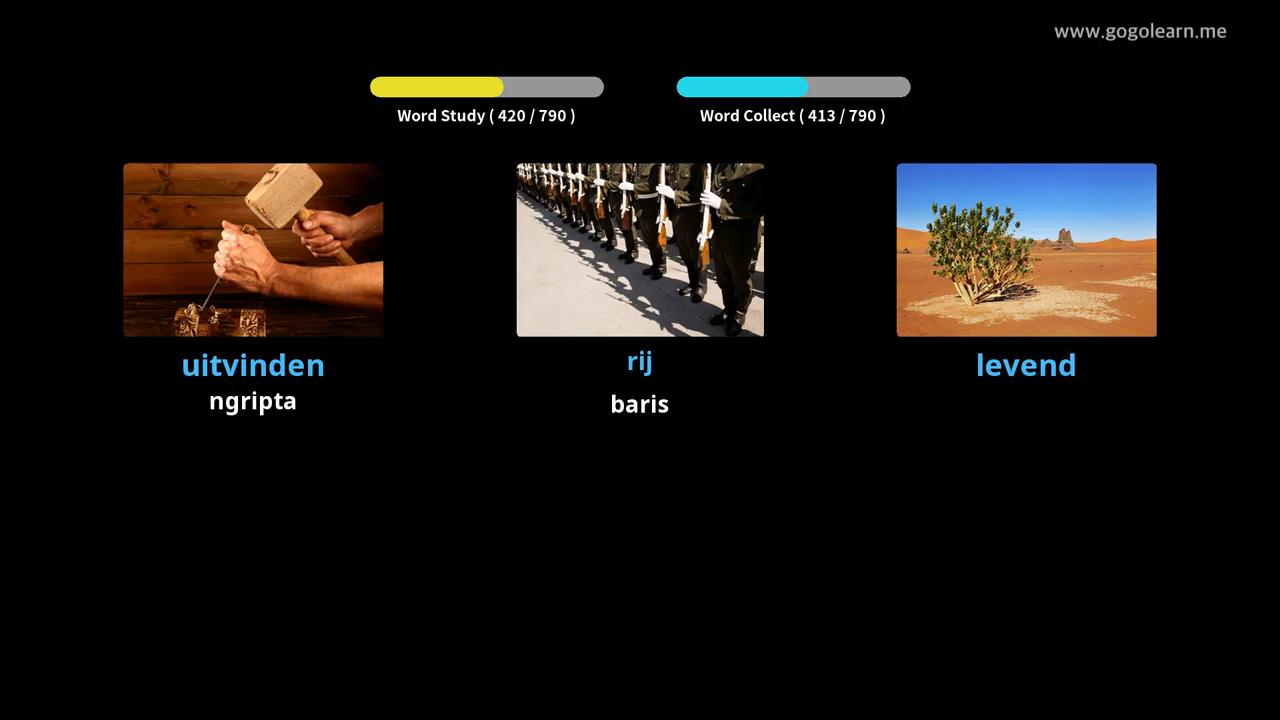 www.gogolearn.me
Word Study ( 420 / 790 )
Word Collect ( 413 / 790 )
uitvinden
ngripta
rij
baris
levend